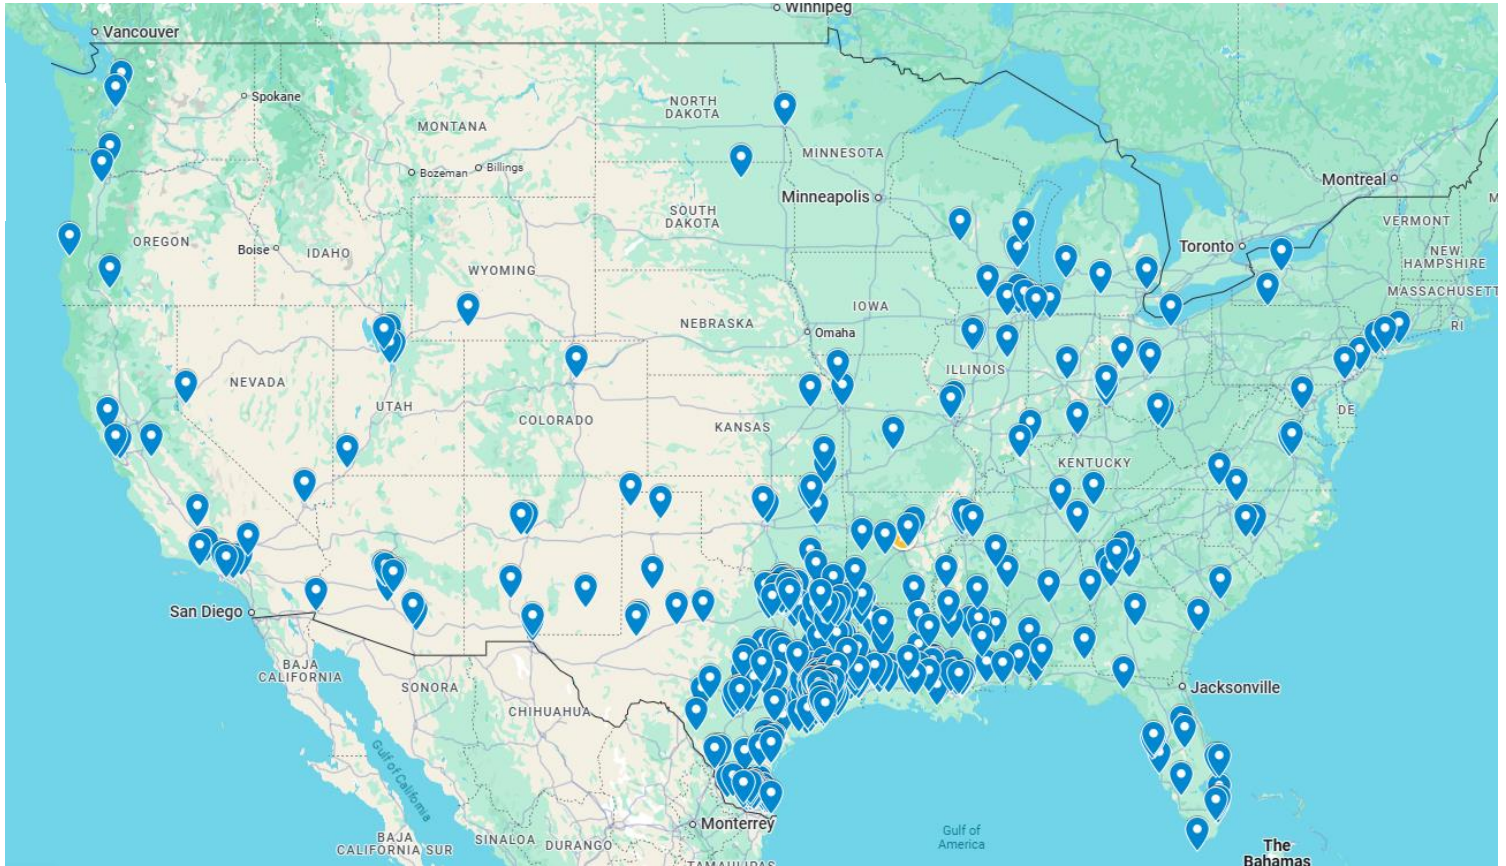 Winnipeg
Vancouver
Spokane
NORTH
DAKOTA
MONTANA
MINNESOTA
Bozeman
Billings
Montreal
Minneapolis
SOUTH
DAKOTA
VERMONT
OREGON
Boise
IDAHO
Toronto
NEW
HAMPSHIRE
WYOMING
MASSACHUSETT
IOWA
NEBRASKA
Omaha
RI
NEVADA
ILLINOIS
UTAH
COLORADO
KANSAS
DE
KENTUCKY
San Diego
BAJA
CALIFORNIA
SONORA
Jacksonville
CHIHUAHUA
Gulf of California
Monterrey
Gulf of
America
BAJA
CALIFORNIA SUR
SINALOA
DURANGO
The
Bahamas
TAMAULIPAS